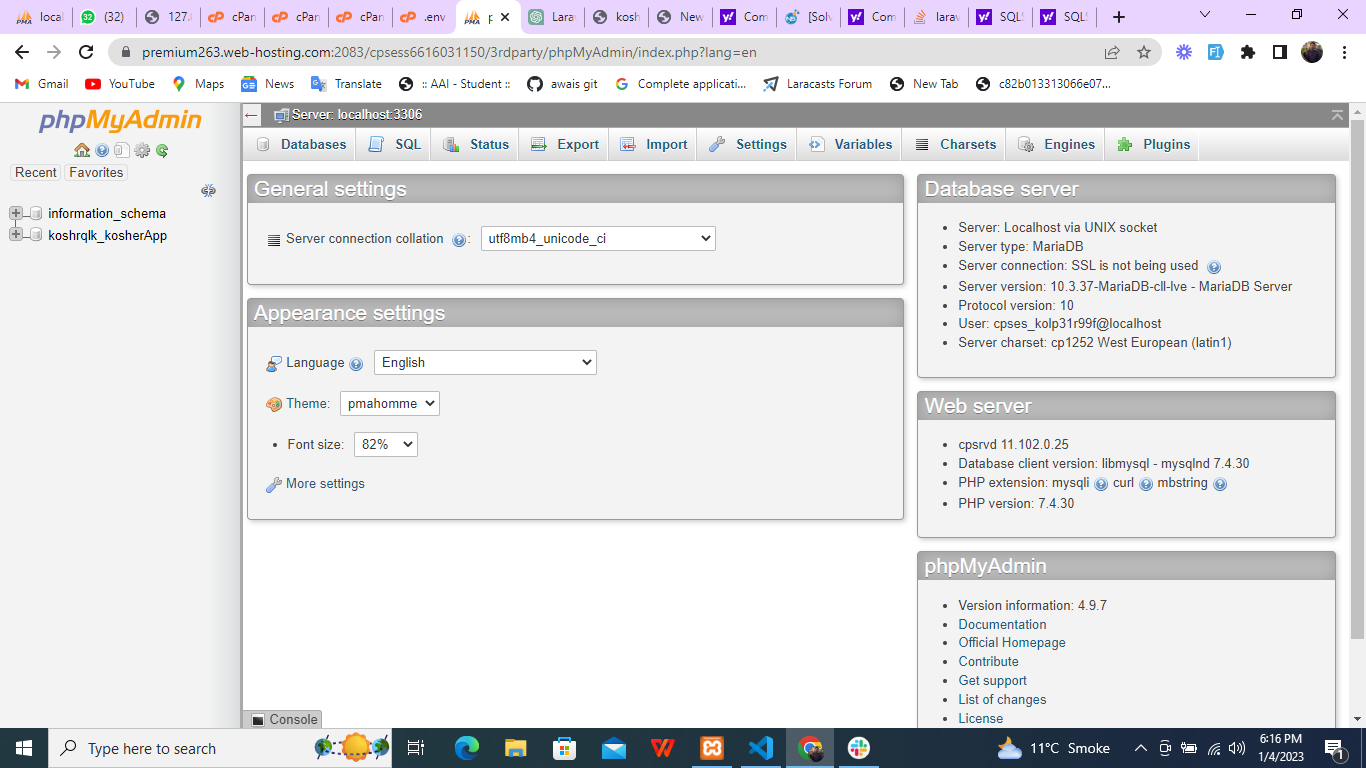 local
(32)
127.
cPan
cPan
cPan
.env
p
Lara
kosh
New
Com
[Solv
Com
larav
SQLS
SQLS
premium263.web-hosting.com:2083/cpsess6616031150/3rdparty/phpMyAdmin/index.php?lang=en
Gmail
YouTube
Maps
News
Translate
:: AAI - Student ::
awais git
Complete applicati...
Laracasts Forum
New Tab
c82b013313066e07...
phpMyAdmin
Recent
Favorites
information_schema
koshrqlk_kosherApp
Server: localhost:3306
Databases
SQL
Status
Export
Import
Settings
Variables
Charsets
Engines
Plugins
General settings
Server connection collation :
utf8mb4_unicode_ci
Appearance settings
Language
English
Theme:
pmahomme
Font size:
82%
More settings
Database server
Server: Localhost via UNIX socket
Server type: MariaDB
Server connection: SSL is not being used
Server version: 10.3.37-MariaDB-cll-lve - MariaDB Server
Protocol version: 10
User: cpses_kolp31r99f@localhost
Server charset: cp1252 West European (latin1)
Web server
cpsrvd 11.102.0.25
Database client version: libmysql - mysqlnd 7.4.30
PHP extension: mysqli curl mbstring
PHP version: 7.4.30
phpMyAdmin
Version information: 4.9.7
Documentation
Official Homepage
Contribute
Get support
List of changes
License
Console
Type here to search
11°C Smoke
6:16 PM
1/4/2023
1